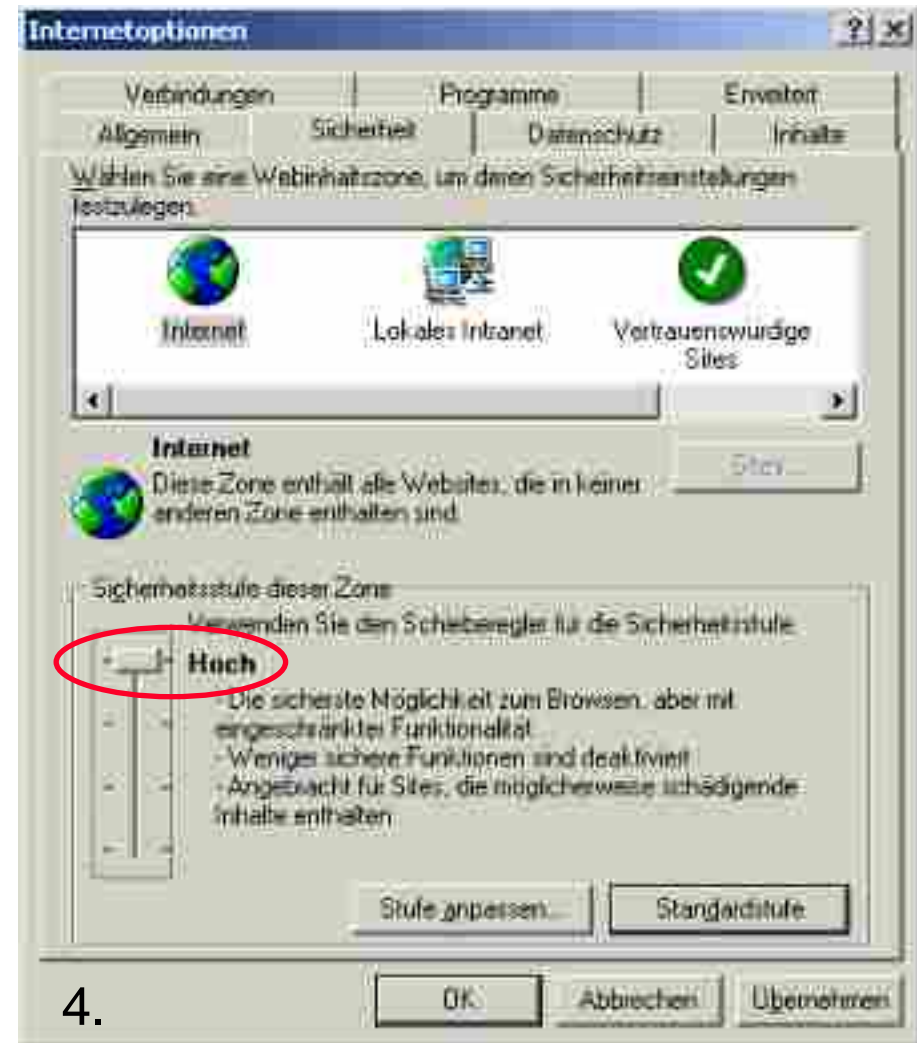 Internetoptionen
Verbindungen Programme Erweitert
Allgemein Sicherheit Datenschutz Inhalte
Wählen Sie eine Webinhaltszone, um deren Sicherheitseinstellungen
festzulegen.
Internet Lokales Intranet Vertrauenswürdige
Sites
Internet
Sites...
Diese Zone enthält alle Websites, die in keiner
anderen Zone enthalten sind.
Sicherheitsstufe dieser Zone
Verwenden Sie den Schieberegler für die Sicherheitsstufe
Hoch
- Die sicherste Möglichkeit zum Browsen, aber mit
eingeschränkter Funktionalität
- Weniger sichere Funktionen sind deaktiviert
- Angebracht für Sites, die möglicherweise schädigende
Inhalte enthalten
Stufe anpassen... Standardstufe
4.
OK Abbrechen Übernehmen